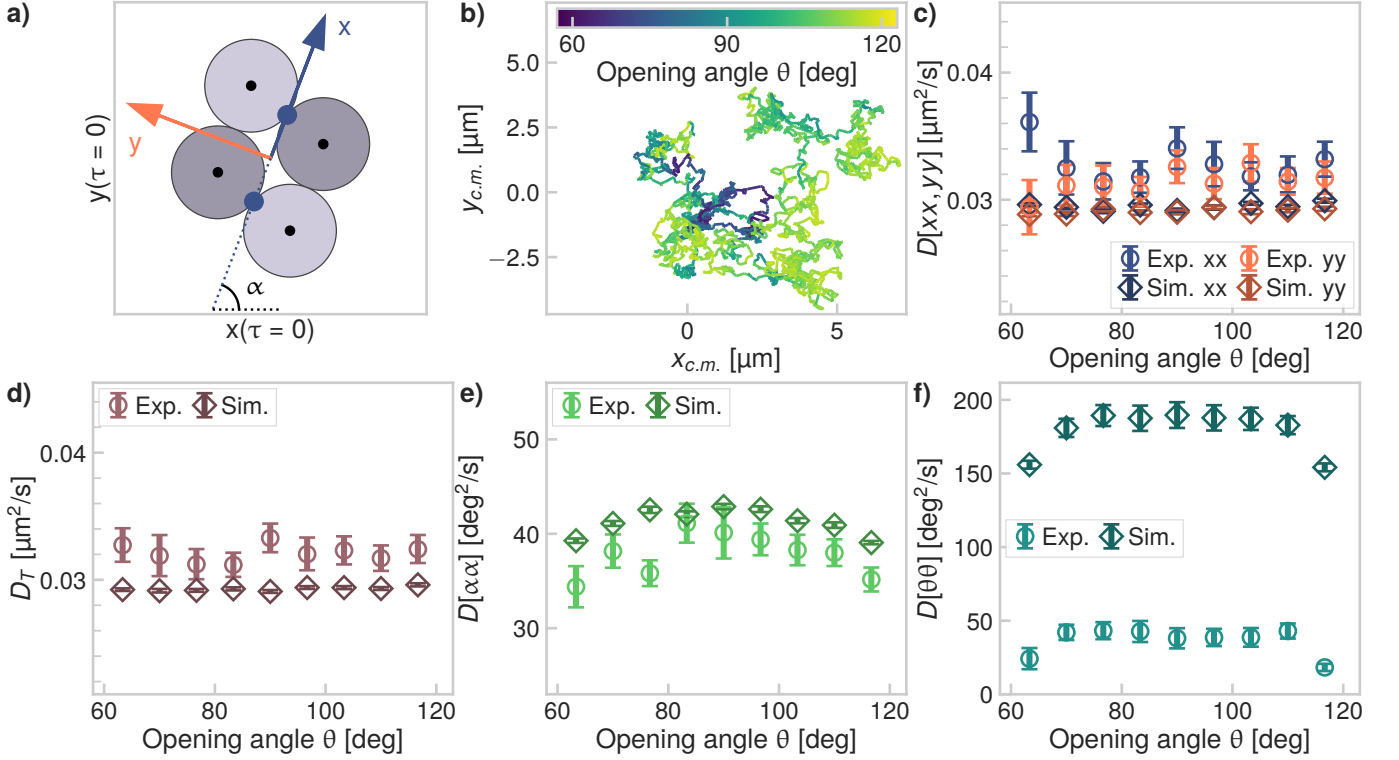 a)
x
y
α
y(τ = 0)
x(τ = 0)
b)
60 90 120
Opening angle θ [deg]
5.0
2.5
0.0
−2.5
y_{c.m.} [µm]
0 5
x_{c.m.} [µm]
c)
0.04
0.03
D[xx, yy] [µm²/s]
Exp. xx Exp. yy
Sim. xx Sim. yy
60 80 100 120
Opening angle θ [deg]
d)
Exp. Sim.
0.04
0.03
D_T [µm²/s]
60 80 100 120
Opening angle θ [deg]
e)
Exp. Sim.
50
40
30
D[αα] [deg²/s]
60 80 100 120
Opening angle θ [deg]
f)
200
150
100
50
0
D[θθ] [deg²/s]
Exp. Sim.
60 80 100 120
Opening angle θ [deg]